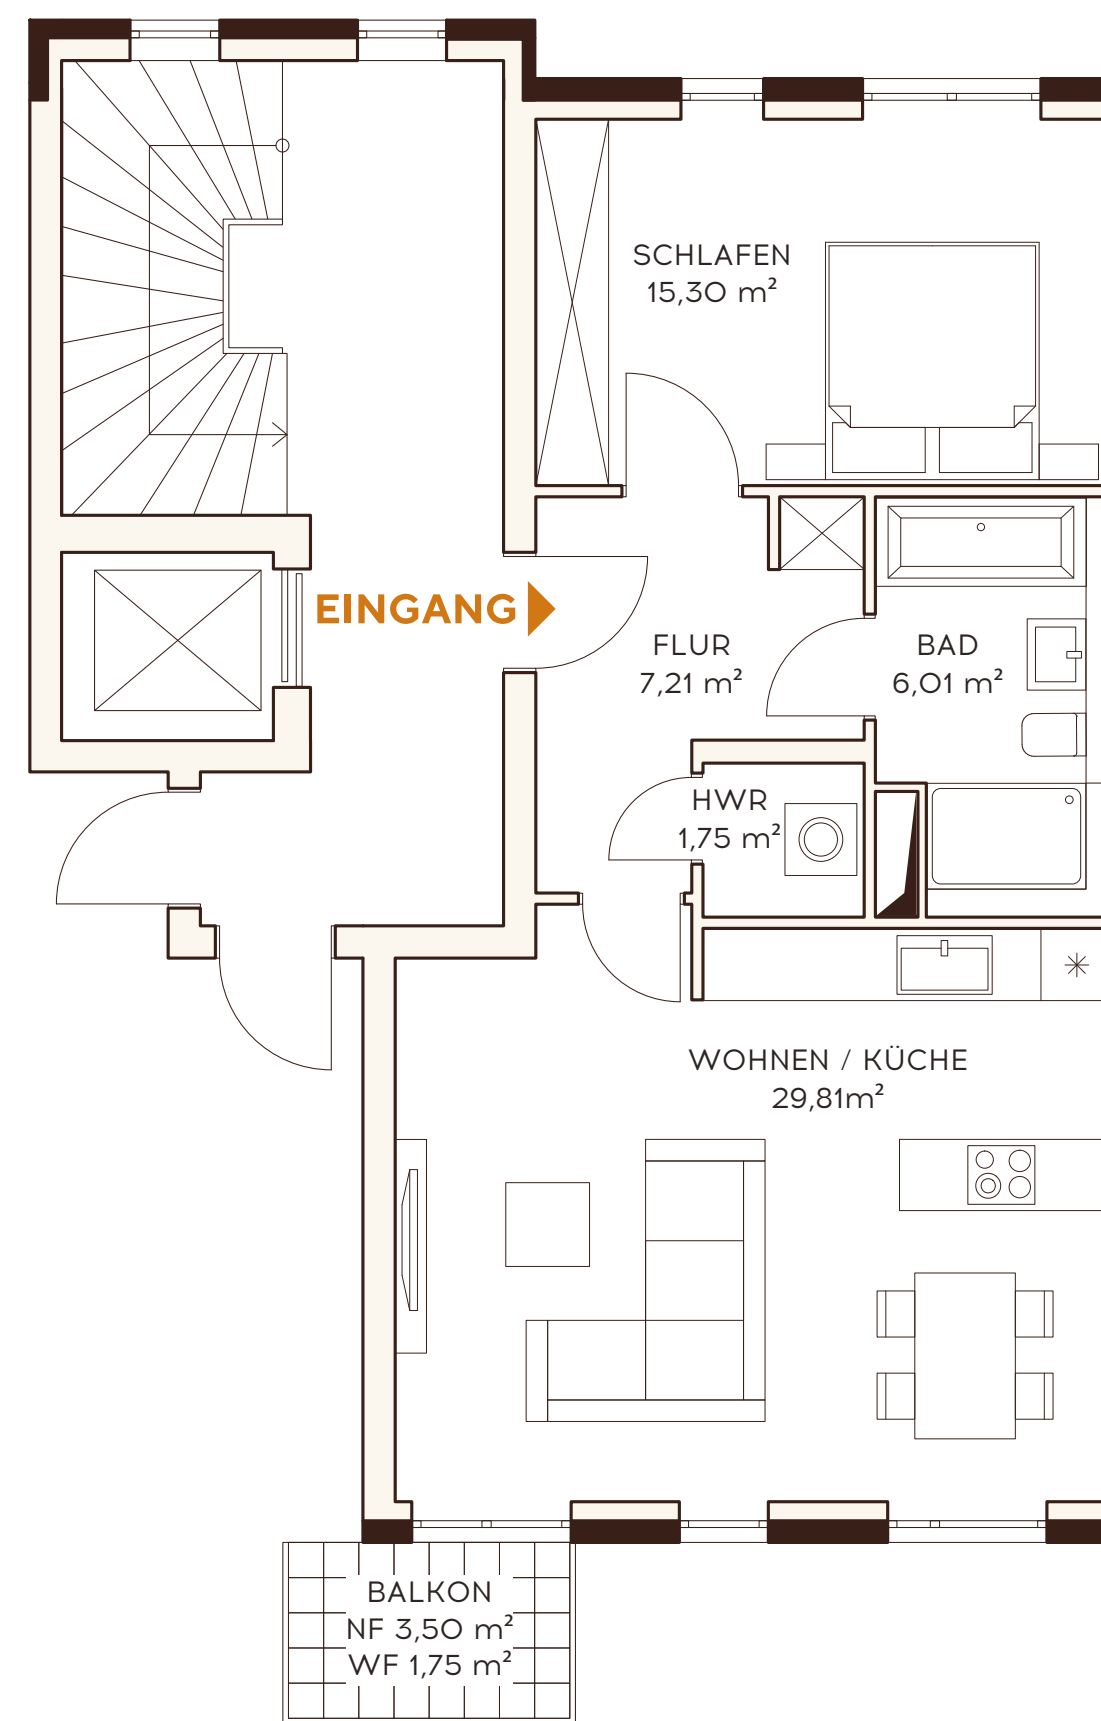 SCHLAFEN
15,30 m²
EINGANG
FLUR
7,21 m²
BAD
6,01 m²
HWR
1,75 m²
WOHNEN / KÜCHE
29,81m²
BALKON
NF 3,50 m²
WF 1,75 m²